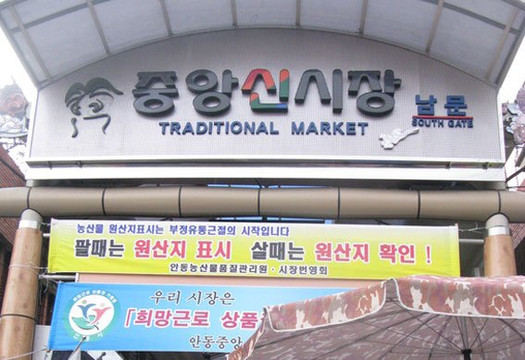 중앙신시장 남문
TRADITIONAL MARKET SOUTH GATE
농산물 원산지표시는 부정유통근절의 시작입니다
팔때는 원산지 표시 살때는 원산지 확인 !
안동농산물품질관리원 · 시장번영회
우리 시장은
「희망근로 상품
안동중앙